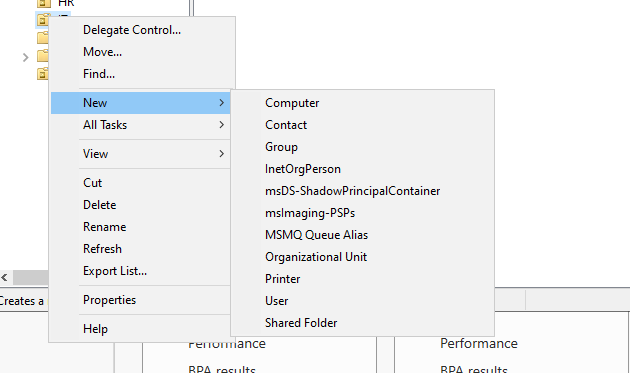 HR
Delegate Control...
Move...
Find...
New
All Tasks
View
Cut
Delete
Rename
Refresh
Export List...
Properties
Help
Computer
Contact
Group
InetOrgPerson
msDS-ShadowPrincipalContainer
msImaging-PSPs
MSMQ Queue Alias
Organizational Unit
Printer
User
Shared Folder
Creates a
Performance
BPA results
Performance
BPA results